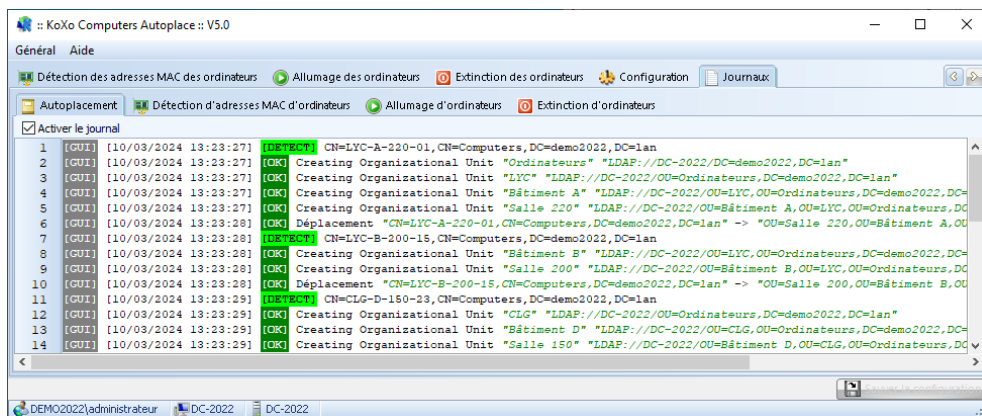 :: KoXo Computers Autoplace :: V5.0
Général Aide
Détection des adresses MAC des ordinateurs Allumage des ordinateurs Extinction des ordinateurs Configuration Journaux
Autoplacement Détection d'adresses MAC d'ordinateurs Allumage d'ordinateurs Extinction d'ordinateurs
Activer le journal
1 [GUI] [10/03/2024 13:23:27] [DETECT] CN=LYC-A-220-01,CN=Computers,DC=demo2022,DC=lan
2 [GUI] [10/03/2024 13:23:27] [OK] Creating Organizational Unit "Ordinateurs" "LDAP://DC-2022/DC=demo2022,DC=lan"
3 [GUI] [10/03/2024 13:23:27] [OK] Creating Organizational Unit "LYC" "LDAP://DC-2022/OU=Ordinateurs,DC=demo2022,DC=lan"
4 [GUI] [10/03/2024 13:23:27] [OK] Creating Organizational Unit "Bâtiment A" "LDAP://DC-2022/OU=LYC,OU=Ordinateurs,DC=demo2022,DC=
5 [GUI] [10/03/2024 13:23:27] [OK] Creating Organizational Unit "Salle 220" "LDAP://DC-2022/OU=Bâtiment A,OU=LYC,OU=Ordinateurs,DC
6 [GUI] [10/03/2024 13:23:28] [OK] Déplacement "CN=LYC-A-220-01,CN=Computers,DC=demo2022,DC=lan" -> "OU=Salle 220,OU=Bâtiment A,OU
7 [GUI] [10/03/2024 13:23:28] [DETECT] CN=LYC-B-200-15,CN=Computers,DC=demo2022,DC=lan
8 [GUI] [10/03/2024 13:23:28] [OK] Creating Organizational Unit "Bâtiment B" "LDAP://DC-2022/OU=LYC,OU=Ordinateurs,DC=demo2022,DC=
9 [GUI] [10/03/2024 13:23:28] [OK] Creating Organizational Unit "Salle 200" "LDAP://DC-2022/OU=Bâtiment B,OU=LYC,OU=Ordinateurs,DC
10 [GUI] [10/03/2024 13:23:28] [OK] Déplacement "CN=LYC-B-200-15,CN=Computers,DC=demo2022,DC=lan" -> "OU=Salle 200,OU=Bâtiment B,OU
11 [GUI] [10/03/2024 13:23:29] [DETECT] CN=CLG-D-150-23,CN=Computers,DC=demo2022,DC=lan
12 [GUI] [10/03/2024 13:23:29] [OK] Creating Organizational Unit "CLG" "LDAP://DC-2022/OU=Ordinateurs,DC=demo2022,DC=lan"
13 [GUI] [10/03/2024 13:23:29] [OK] Creating Organizational Unit "Bâtiment D" "LDAP://DC-2022/OU=CLG,OU=Ordinateurs,DC=demo2022,DC=
14 [GUI] [10/03/2024 13:23:29] [OK] Creating Organizational Unit "Salle 150" "LDAP://DC-2022/OU=Bâtiment D,OU=CLG,OU=Ordinateurs,DC
Sauver la configuration
DEMO2022\administrateur DC-2022 DC-2022